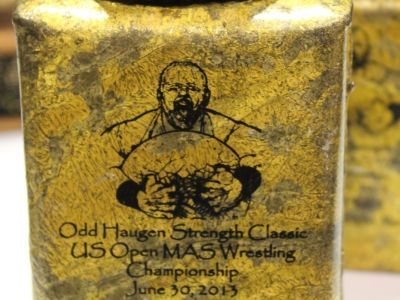 Odd Haugen Strength Classic
US Open MAS Wrestling
Championship
June 30, 2013